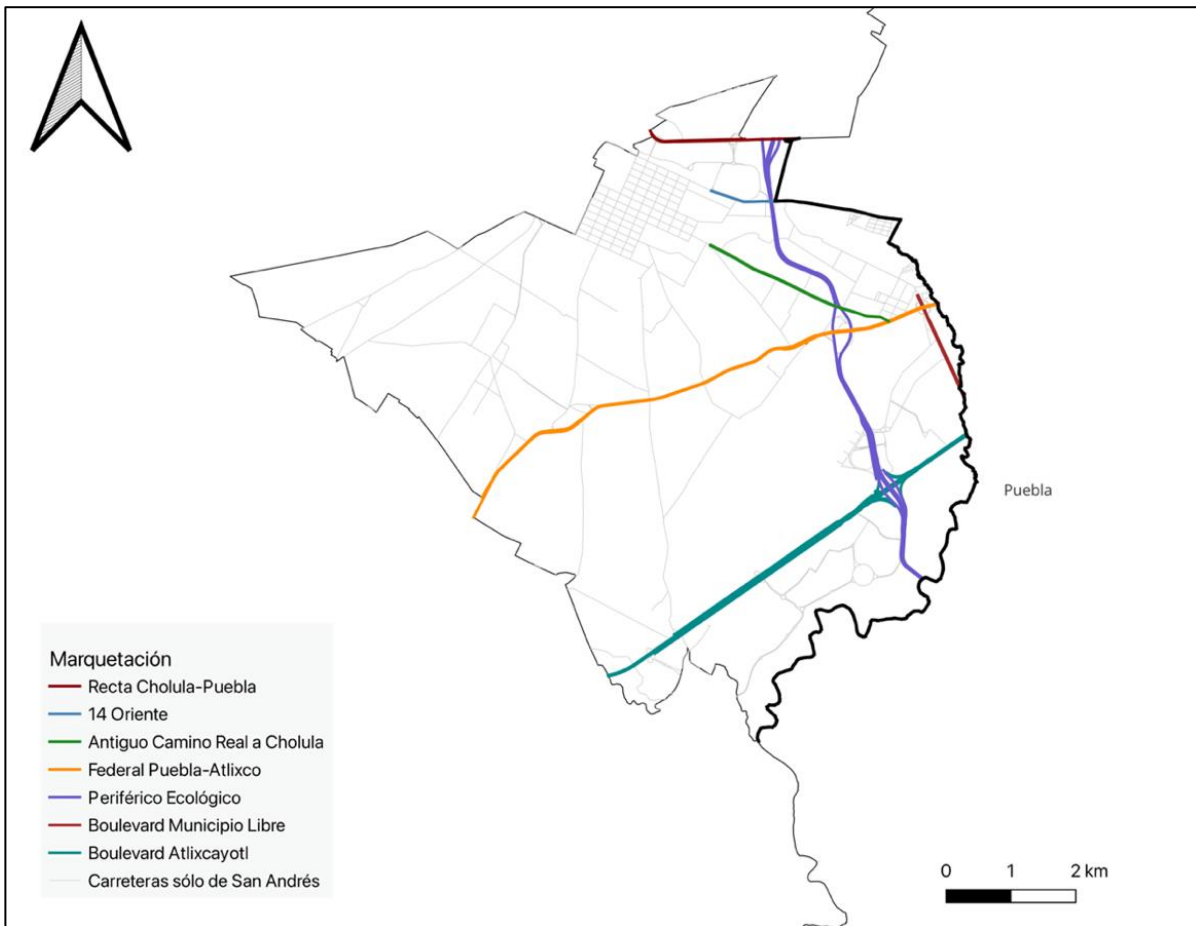 Puebla
Marquetación
Recta Cholula-Puebla
14 Oriente
Antiguo Camino Real a Cholula
Federal Puebla-Atlixco
Periférico Ecológico
Boulevard Municipio Libre
Boulevard Atlixcayotl
Carreteras sólo de San Andrés
0 1 2 km